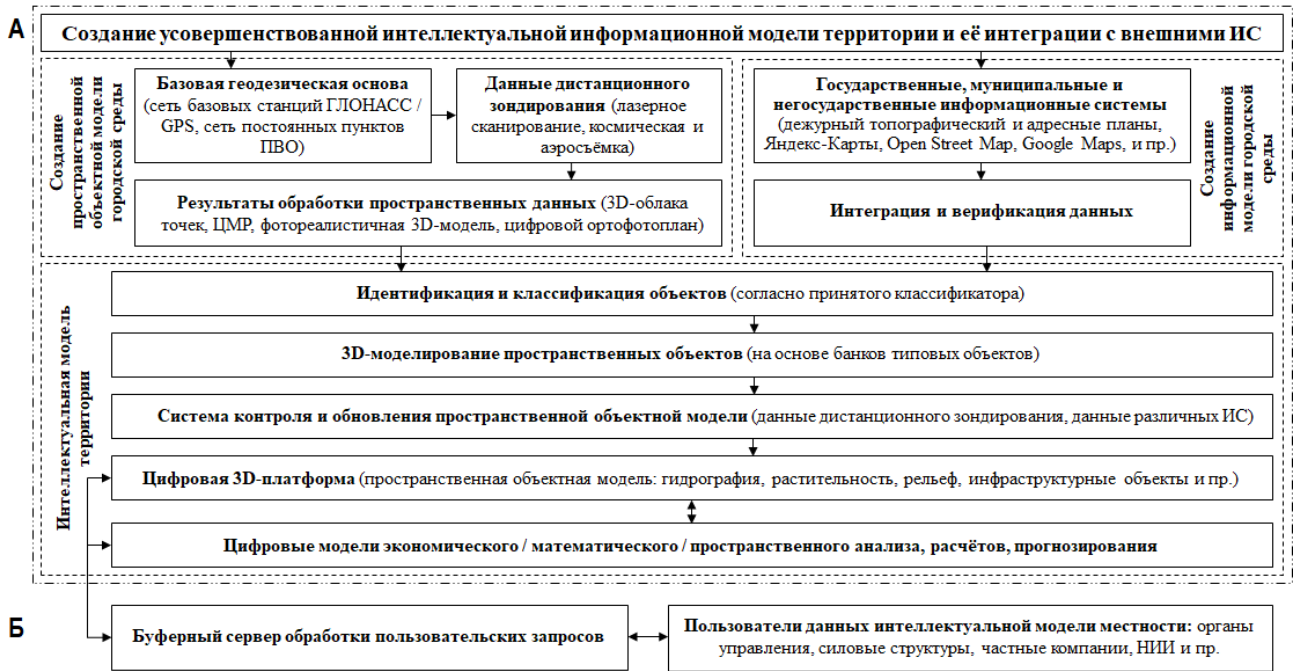 А
Создание усовершенствованной интеллектуальной информационной модели территории и её интеграции с внешними ИС
Создание
пространственной
объектной модели
городской среды
Базовая геодезическая основа
(сеть базовых станций ГЛОНАСС /
GPS, сеть постоянных пунктов
ПВО)
Данные дистанционного
зондирования (лазерное
сканирование, космическая и
аэросъёмка)
Результаты обработки пространственных данных (3D-облака
точек, ЦМР, фотореалистичная 3D-модель, цифровой ортофотоплан)
Государственные, муниципальные и
негосударственные информационные системы
(дежурный топографический и адресные планы,
Яндекс-Карты, Open Street Map, Google Maps, и пр.)
Интеграция и верификация данных
Создание
информационной
модели городской
среды
Интеллектуальная модель
территории
Идентификация и классификация объектов (согласно принятого классификатора)
3D-моделирование пространственных объектов (на основе банков типовых объектов)
Система контроля и обновления пространственной объектной модели (данные дистанционного зондирования, данные различных ИС)
Цифровая 3D-платформа (пространственная объектная модель: гидрография, растительность, рельеф, инфраструктурные объекты и пр.)
Цифровые модели экономического / математического / пространственного анализа, расчётов, прогнозирования
Б
Буферный сервер обработки пользовательских запросов
Пользователи данных интеллектуальной модели местности: органы
управления, силовые структуры, частные компании, НИИ и пр.